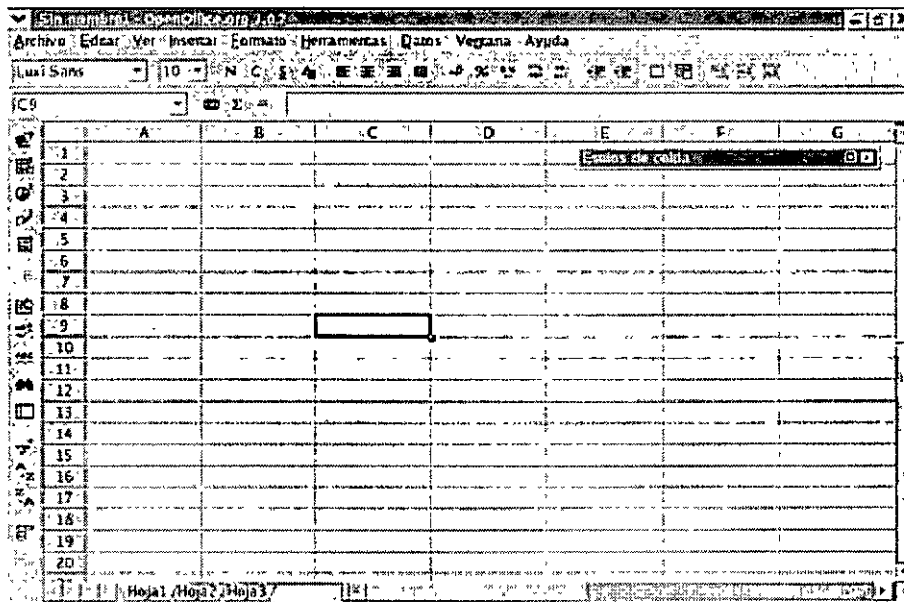 Sin nombre1 - OpenOffice.org 1.0.2
Archivo Editar Ver Insertar Formato Herramientas Datos Ventana Ayuda
Luxi Sans 10 N C S A
C9 Σ
A B C D E F G
Estilos de celda
1
2
3
4
5
6
7
8
9
10
11
12
13
14
15
16
17
18
19
20
Hoja1 Hoja2 Hoja3